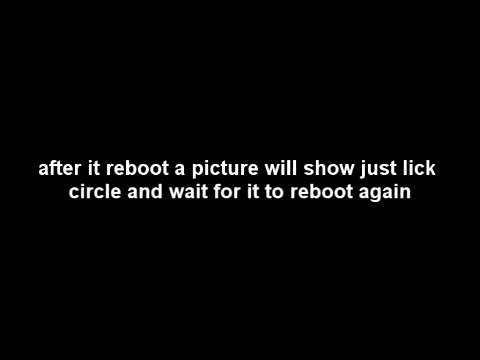 after it reboot a picture will show just lick
circle and wait for it to reboot again